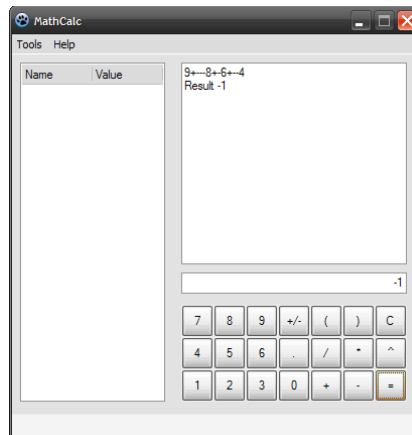 MathCalc
Tools Help
Name Value
9+---8+-6+--4
Result -1
-1
7 8 9 +/- ( ) C
4 5 6 . / * ^
1 2 3 0 + - =